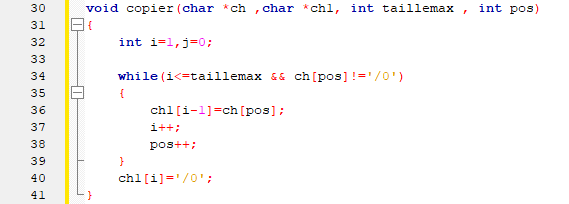 30 void copier(char *ch ,char *ch1, int taillemax , int pos)
31 {
32 int i=1,j=0;
33
34 while(i<=taillemax && ch[pos]!='/0')
35 {
36 ch1[i-1]=ch[pos];
37 i++;
38 pos++;
39 }
40 ch1[i]='/0';
41 }